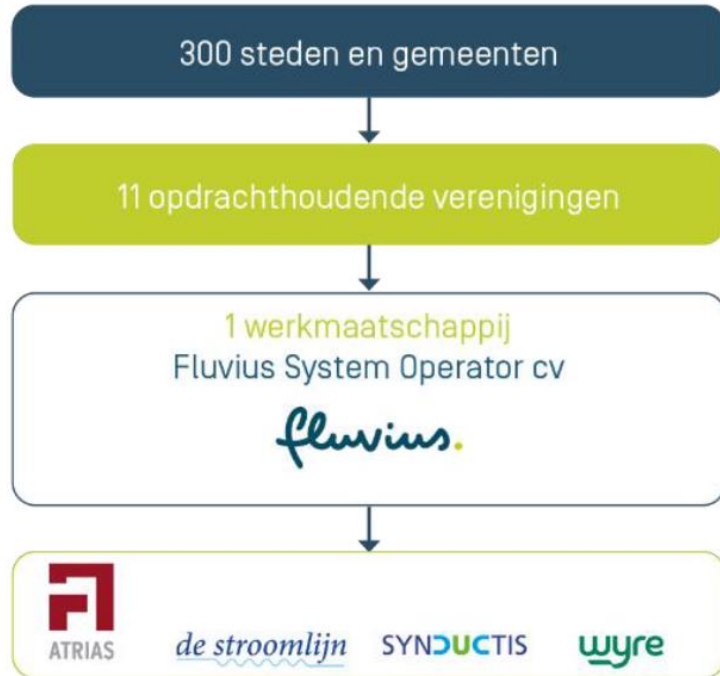 300 steden en gemeenten
11 opdrachthoudende verenigingen
1 werkmaatschappij
Fluvius System Operator cv
fluvius.
ATRIAS
de stroomlijn
SYNDUCTIS
wyre